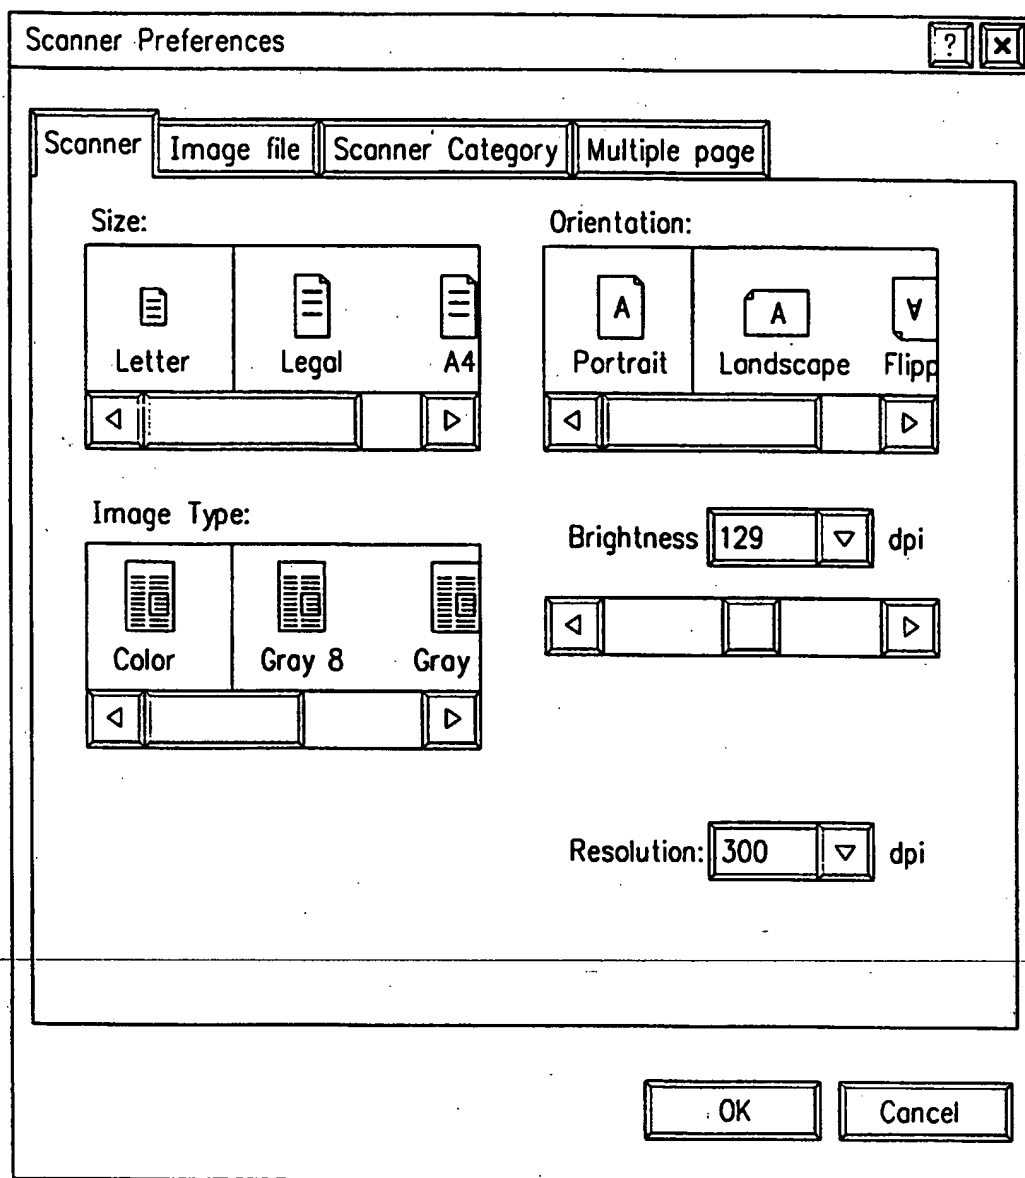 Scanner Preferences ?
Scanner Image file Scanner Category Multiple page
Size:
Letter Legal A4
Orientation:
A A A
Portrait Landscape Flipp
Image Type:
Color Gray 8 Gray
Brightness 129 dpi
Resolution: 300 dpi
OK Cancel